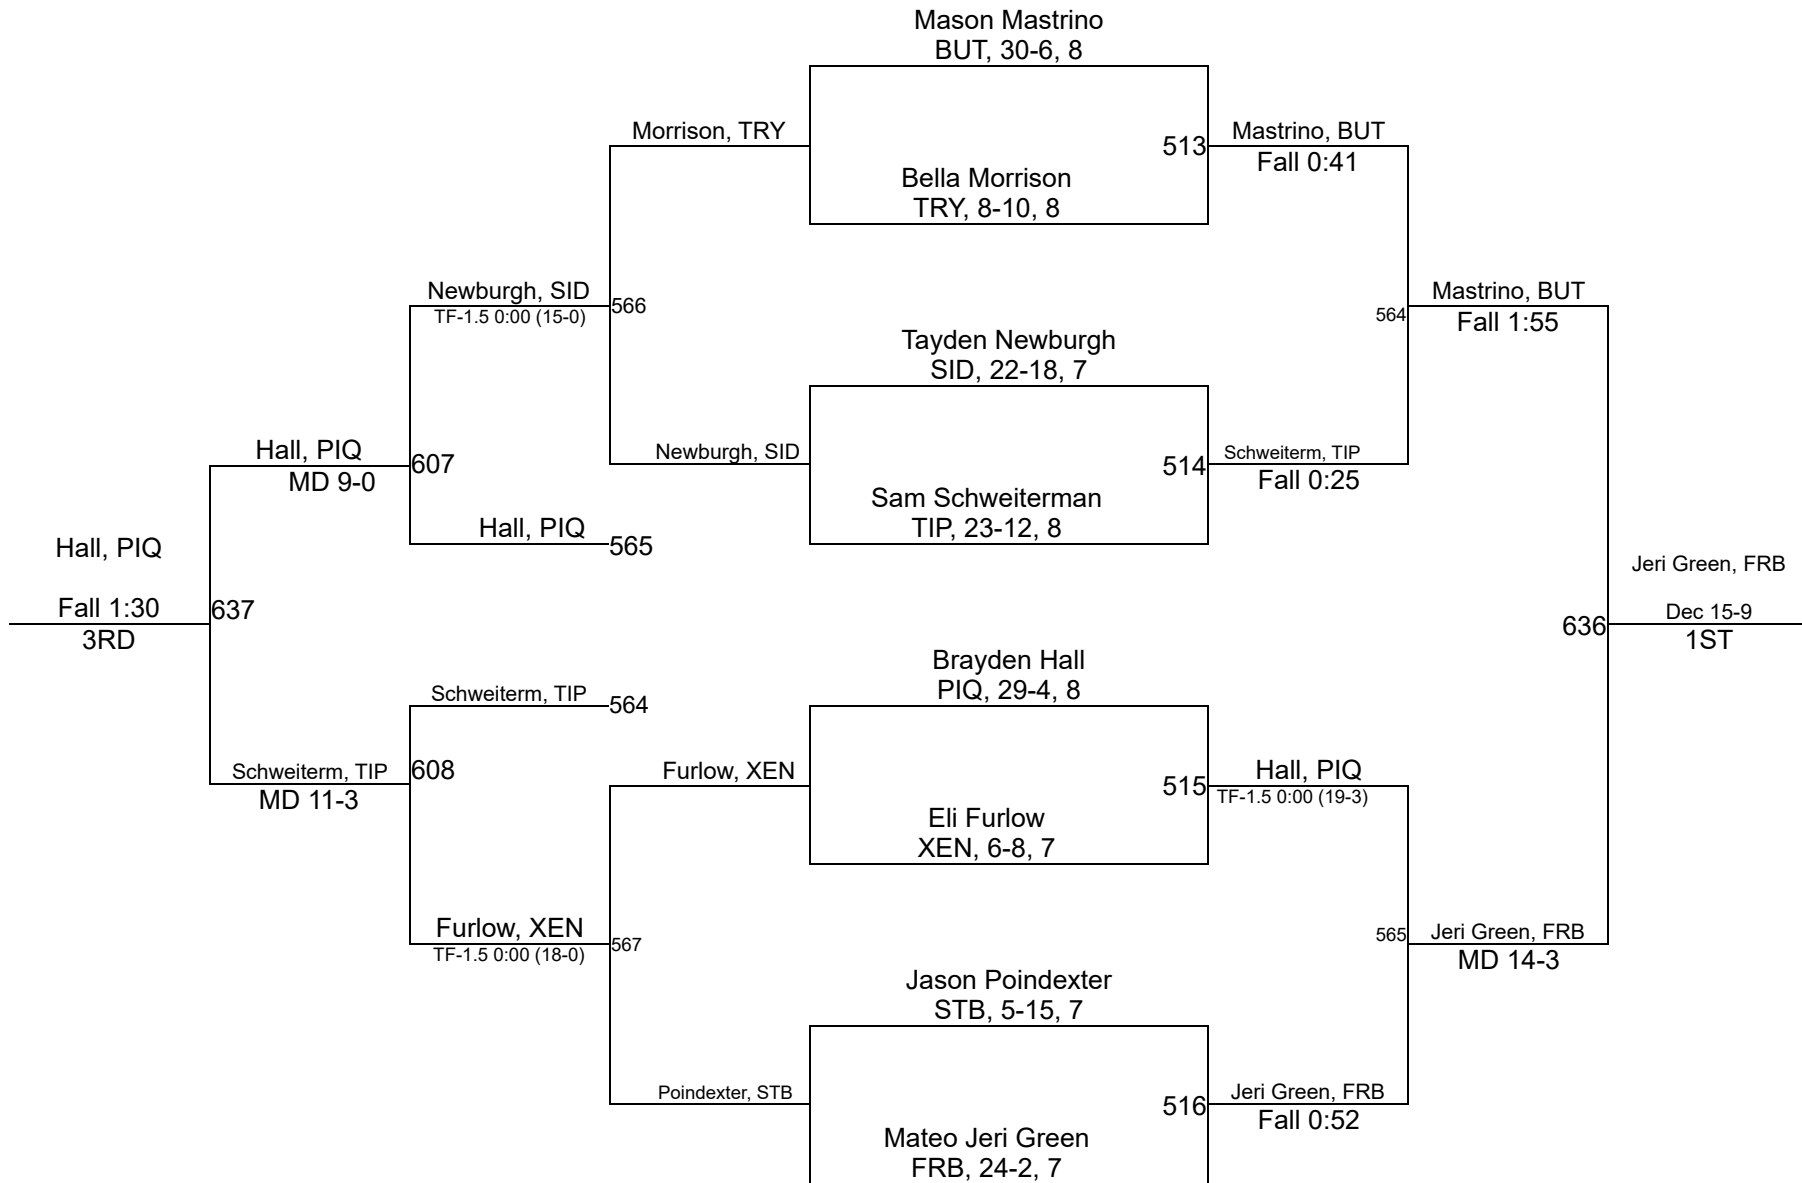 Mason Mastrino
BUT, 30-6, 8
Morrison, TRY
513
Mastrino, BUT
Fall 0:41
Bella Morrison
TRY, 8-10, 8
Newburgh, SID
TF-1.5 0:00 (15-0)
566
564
Mastrino, BUT
Fall 1:55
Tayden Newburgh
SID, 22-18, 7
Hall, PIQ
MD 9-0
607
Newburgh, SID
514
Schweiterm, TIP
Fall 0:25
Sam Schweiterman
TIP, 23-12, 8
Hall, PIQ
565
Hall, PIQ
Fall 1:30
3RD
637
636
Jeri Green, FRB
Dec 15-9
1ST
Brayden Hall
PIQ, 29-4, 8
Schweiterm, TIP
564
Schweiterm, TIP
MD 11-3
608
Furlow, XEN
515
Hall, PIQ
TF-1.5 0:00 (19-3)
Eli Furlow
XEN, 6-8, 7
Furlow, XEN
TF-1.5 0:00 (18-0)
567
565
Jeri Green, FRB
MD 14-3
Jason Poindexter
STB, 5-15, 7
Poindexter, STB
516
Jeri Green, FRB
Fall 0:52
Mateo Jeri Green
FRB, 24-2, 7